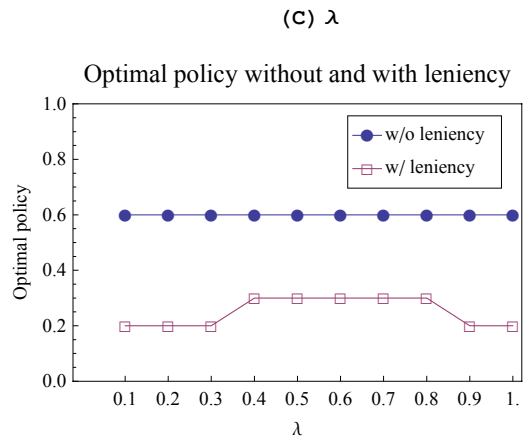 (C) λ
Optimal policy without and with leniency
1.0
w/o leniency
w/ leniency
0.8
0.6
0.4
0.2
0.0
Optimal policy
0.1 0.2 0.3 0.4 0.5 0.6 0.7 0.8 0.9 1.
λ